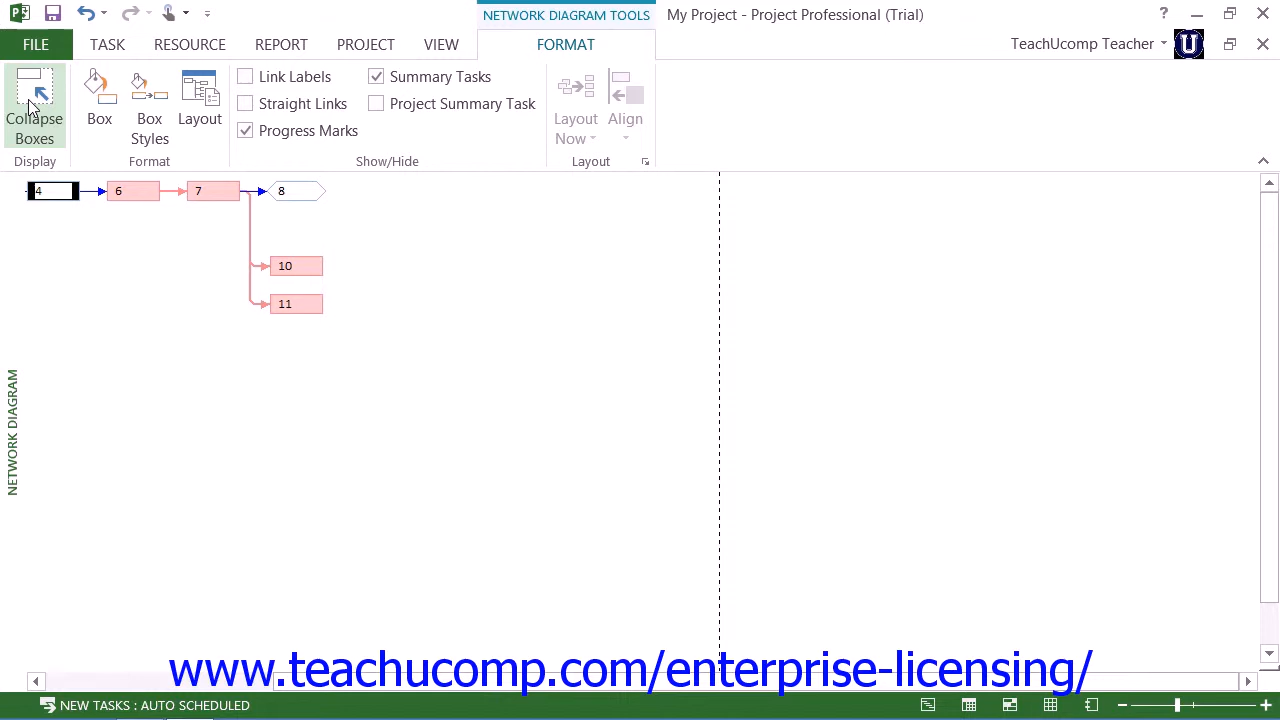 NETWORK DIAGRAM TOOLS
My Project - Project Professional (Trial)
?
FILE
TASK
RESOURCE
REPORT
PROJECT
VIEW
FORMAT
TeachUcomp Teacher
U
Collapse Boxes
Box
Box Styles
Layout
Link Labels
Straight Links
Progress Marks
Summary Tasks
Project Summary Task
Layout Now
Align
Display
Format
Show/Hide
Layout
4
6
7
8
10
11
NETWORK DIAGRAM
www.teachucomp.com/enterprise-licensing/
NEW TASKS : AUTO SCHEDULED